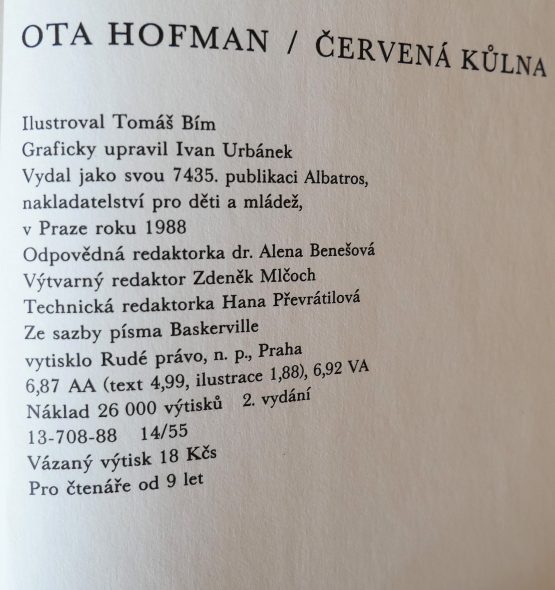 OTA HOFMAN / ČERVENÁ KŮLNA
Ilustroval Tomáš Bím
Graficky upravil Ivan Urbánek
Vydal jako svou 7435. publikaci Albatros,
nakladatelství pro děti a mládež,
v Praze roku 1988
Odpovědná redaktorka dr. Alena Benešová
Výtvarný redaktor Zdeněk Mlčoch
Technická redaktorka Hana Převrátilová
Ze sazby písma Baskerville
vytisklo Rudé právo, n. p., Praha
6,87 AA (text 4,99, ilustrace 1,88), 6,92 VA
Náklad 26 000 výtisků 2. vydání
13-708-88 14/55
Vázaný výtisk 18 Kčs
Pro čtenáře od 9 let